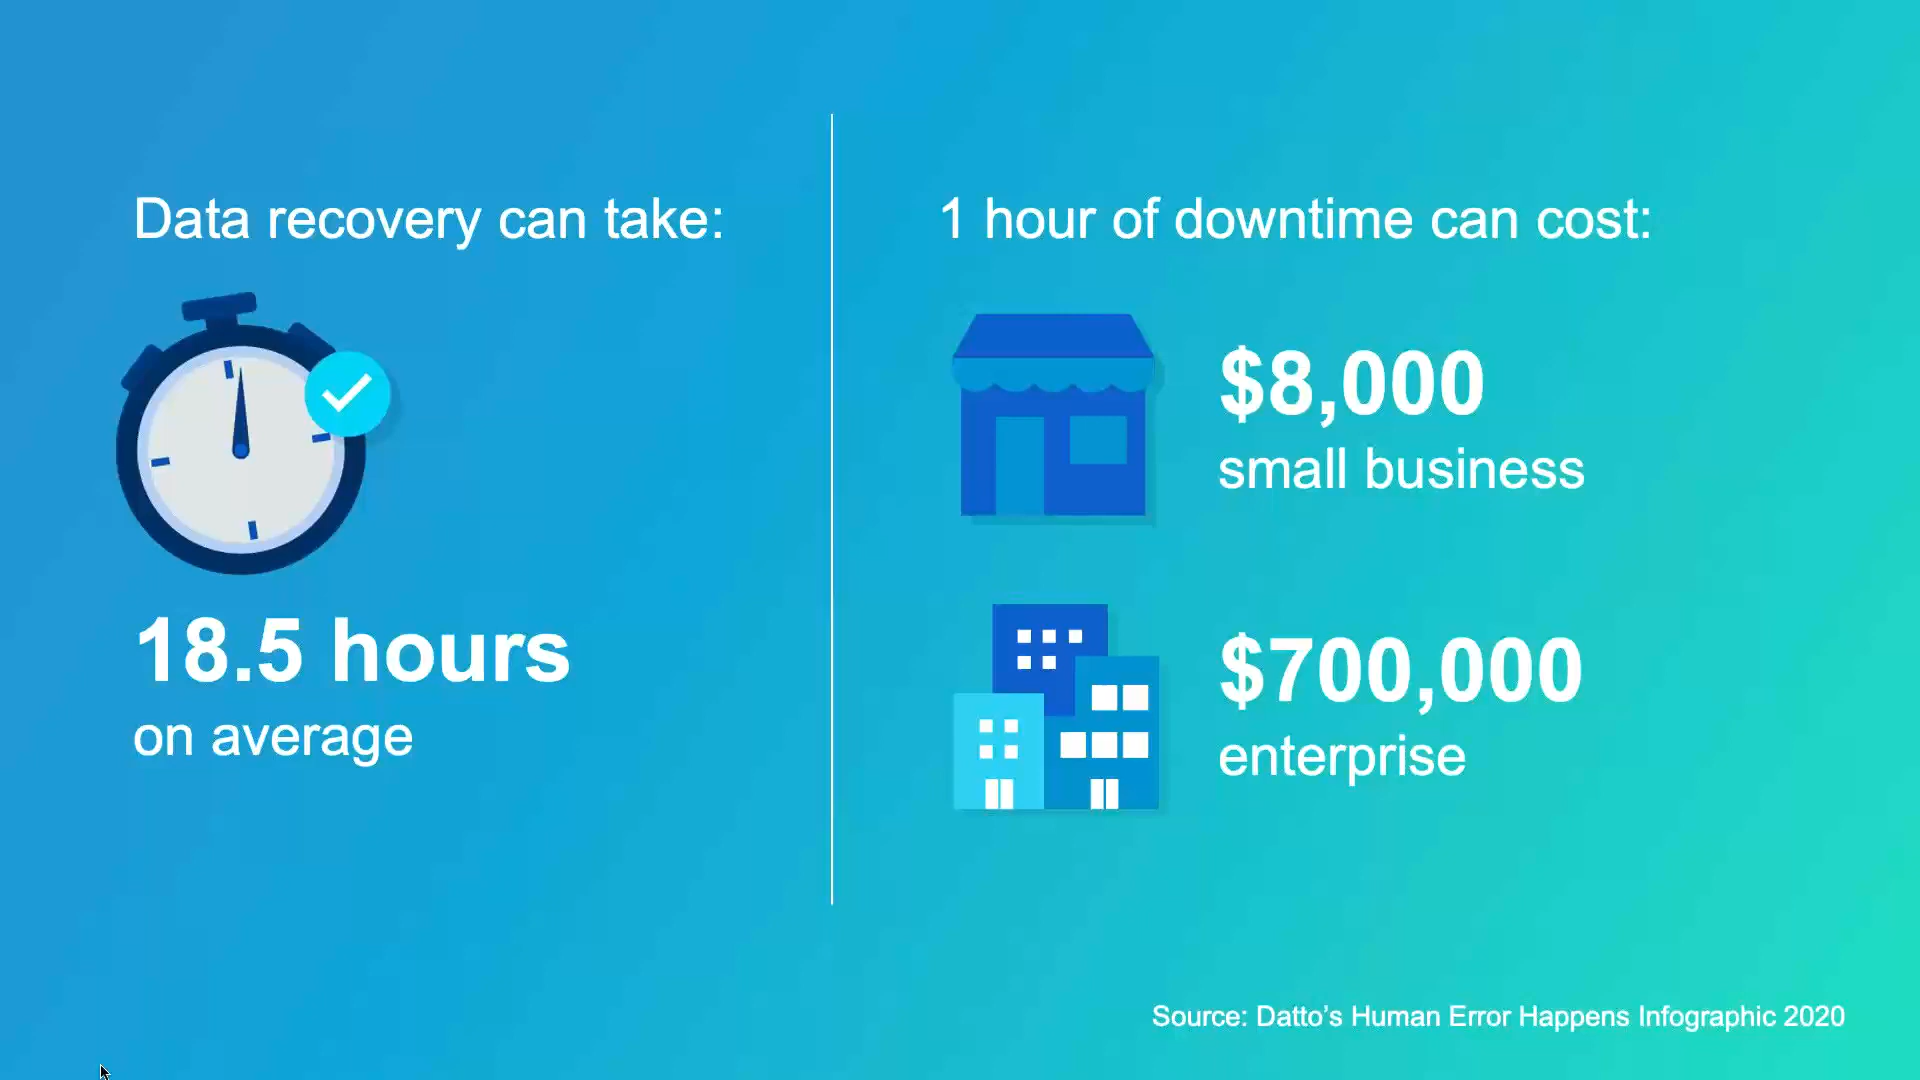 Data recovery can take:
18.5 hours
on average
1 hour of downtime can cost:
$8,000
small business
$700,000
enterprise
Source: Datto’s Human Error Happens Infographic 2020